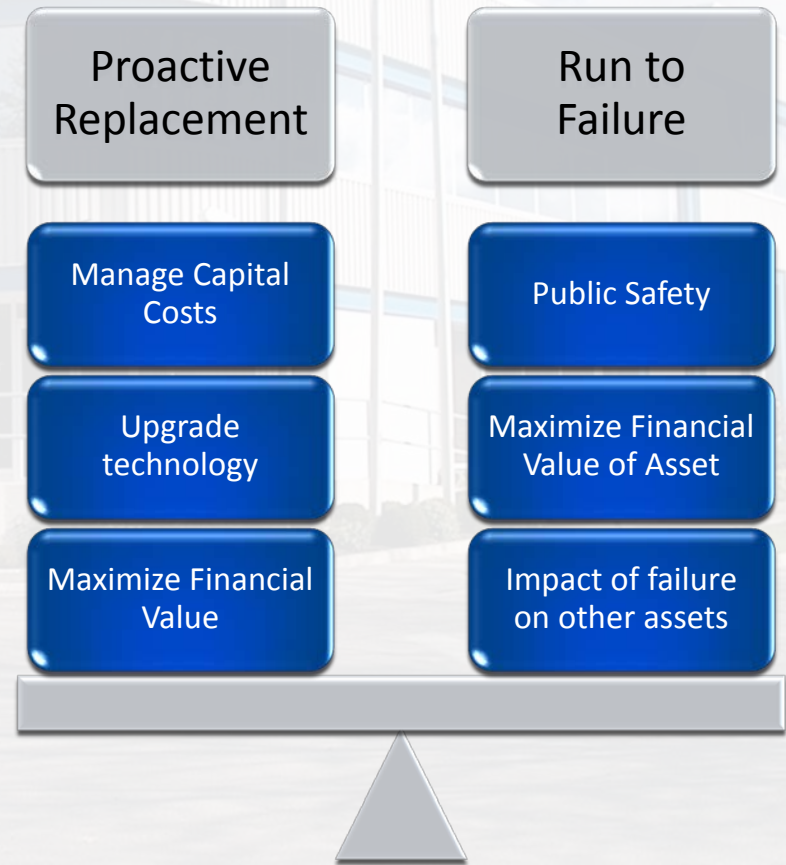 Proactive
Replacement
Manage Capital
Costs
Upgrade
technology
Maximize Financial
Value
Run to
Failure
Public Safety
Maximize Financial
Value of Asset
Impact of failure
on other assets